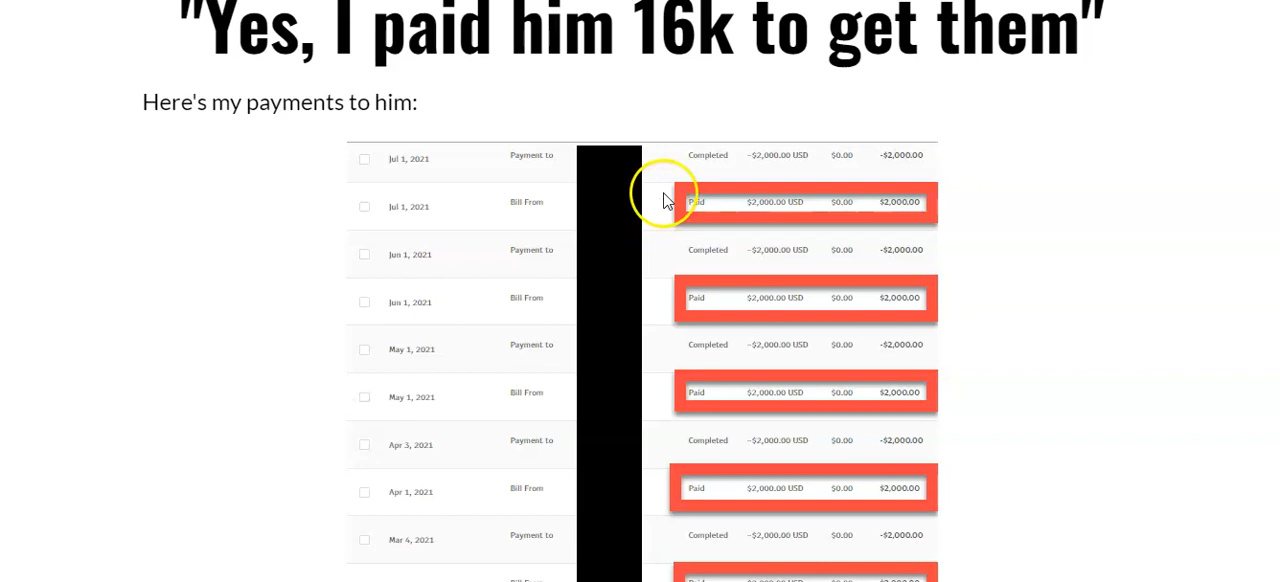 "Yes, I paid him 16k to get them"
Here's my payments to him:
Jul 1, 2021 Payment to Completed −$2,000.00 USD $0.00 -$2,000.00
Jul 1, 2021 Bill From Paid $2,000.00 USD $0.00 $2,000.00
Jun 1, 2021 Payment to Completed −$2,000.00 USD $0.00 -$2,000.00
Jun 1, 2021 Bill From Paid $2,000.00 USD $0.00 $2,000.00
May 1, 2021 Payment to Completed −$2,000.00 USD $0.00 -$2,000.00
May 1, 2021 Bill From Paid $2,000.00 USD $0.00 $2,000.00
Apr 3, 2021 Payment to Completed −$2,000.00 USD $0.00 -$2,000.00
Apr 1, 2021 Bill From Paid $2,000.00 USD $0.00 $2,000.00
Mar 4, 2021 Payment to Completed −$2,000.00 USD $0.00 -$2,000.00
Bill From